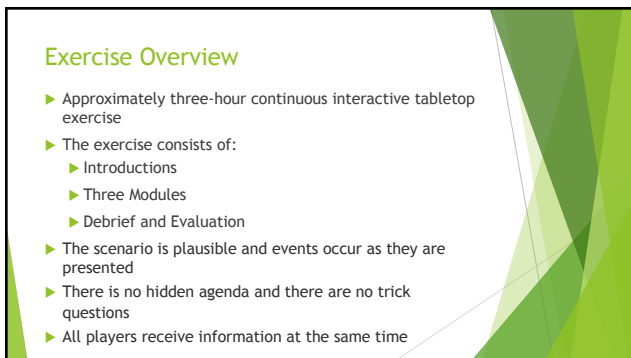 Exercise Overview
Approximately three-hour continuous interactive tabletop
exercise
The exercise consists of:
Introductions
Three Modules
Debrief and Evaluation
The scenario is plausible and events occur as they are
presented
There is no hidden agenda and there are no trick
questions
All players receive information at the same time